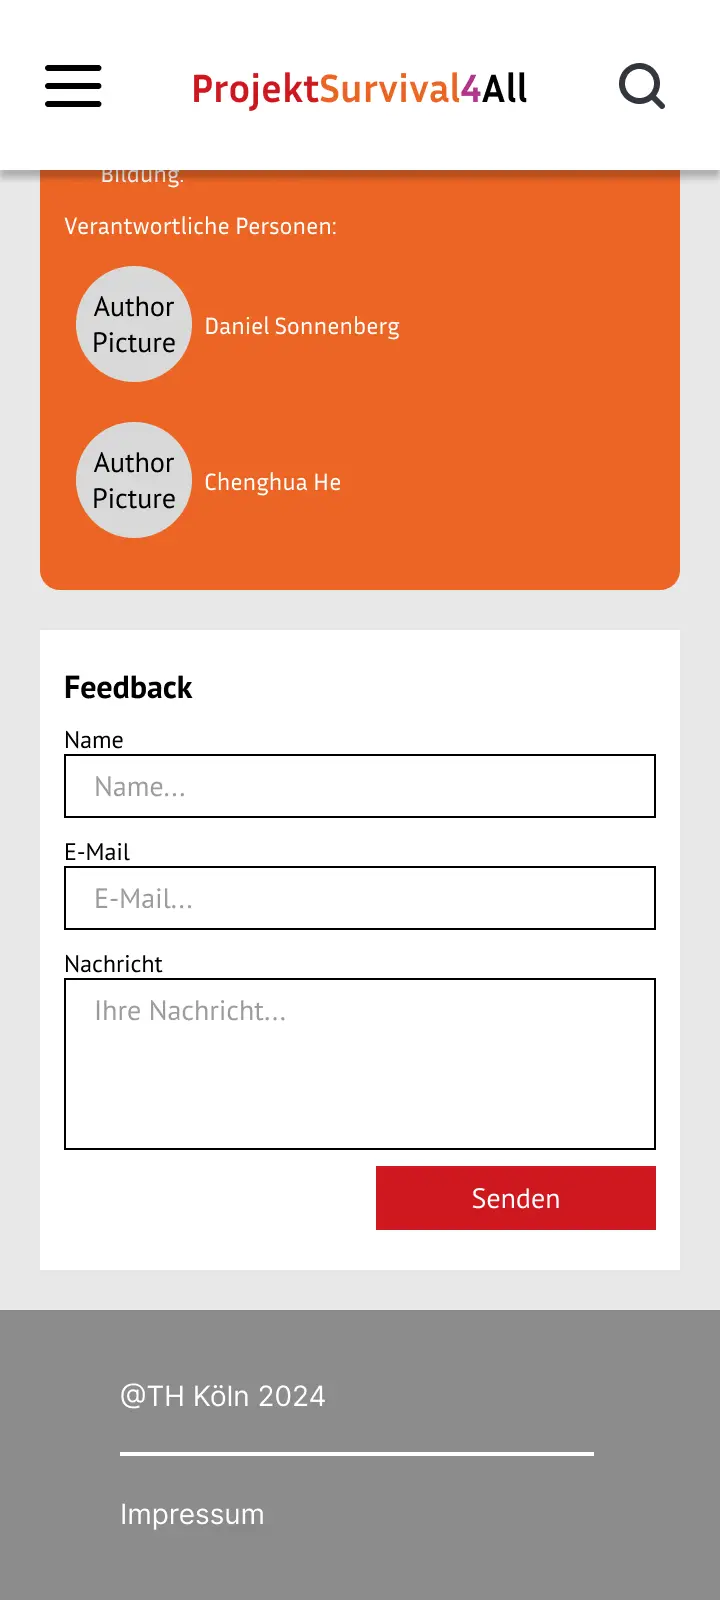 ProjektSurvival4All
Bildung.
Verantwortliche Personen:
Author
Picture
Daniel Sonnenberg
Author
Picture
Chenghua He
Feedback
Name
Name...
E-Mail
E-Mail...
Nachricht
Ihre Nachricht...
Senden
@TH Köln 2024
Impressum